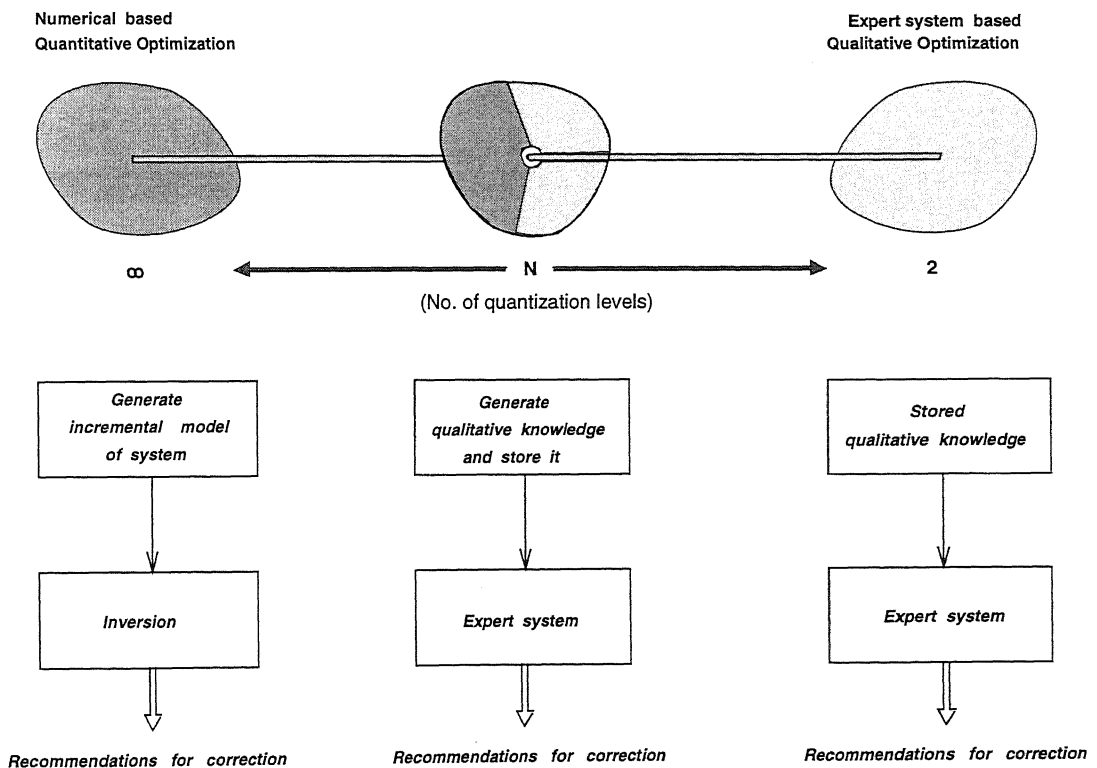 Numerical based
Quantitative Optimization
Expert system based
Qualitative Optimization
∞
N
2
(No. of quantization levels)
Generate
incremental model
of system
Generate
qualitative knowledge
and store it
Stored
qualitative knowledge
Inversion
Expert system
Expert system
Recommendations for correction
Recommendations for correction
Recommendations for correction